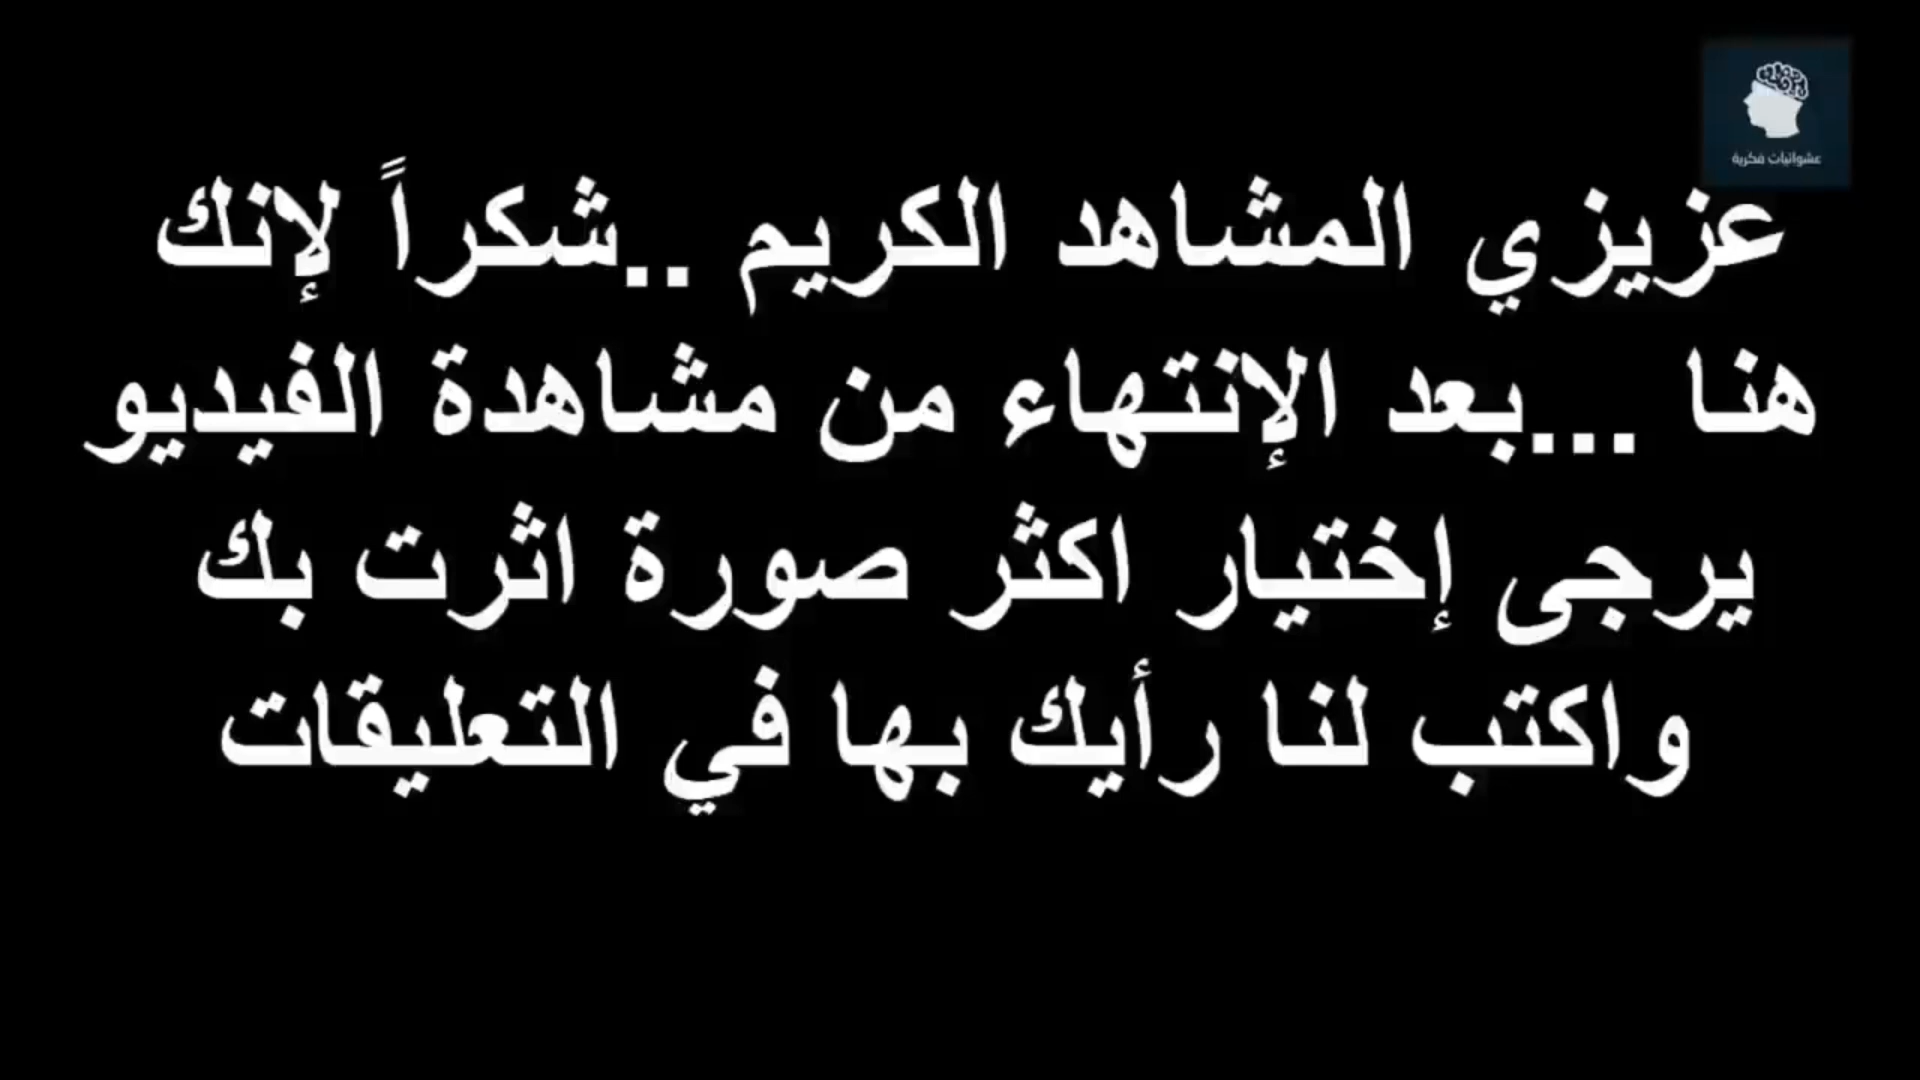 عشوائيات فكرية
عزيزي المشاهد الكريم ..شكراً لإنك
هنا ...بعد الإنتهاء من مشاهدة الفيديو
يرجى إختيار اكثر صورة اثرت بك
واكتب لنا رأيك بها في التعليقات